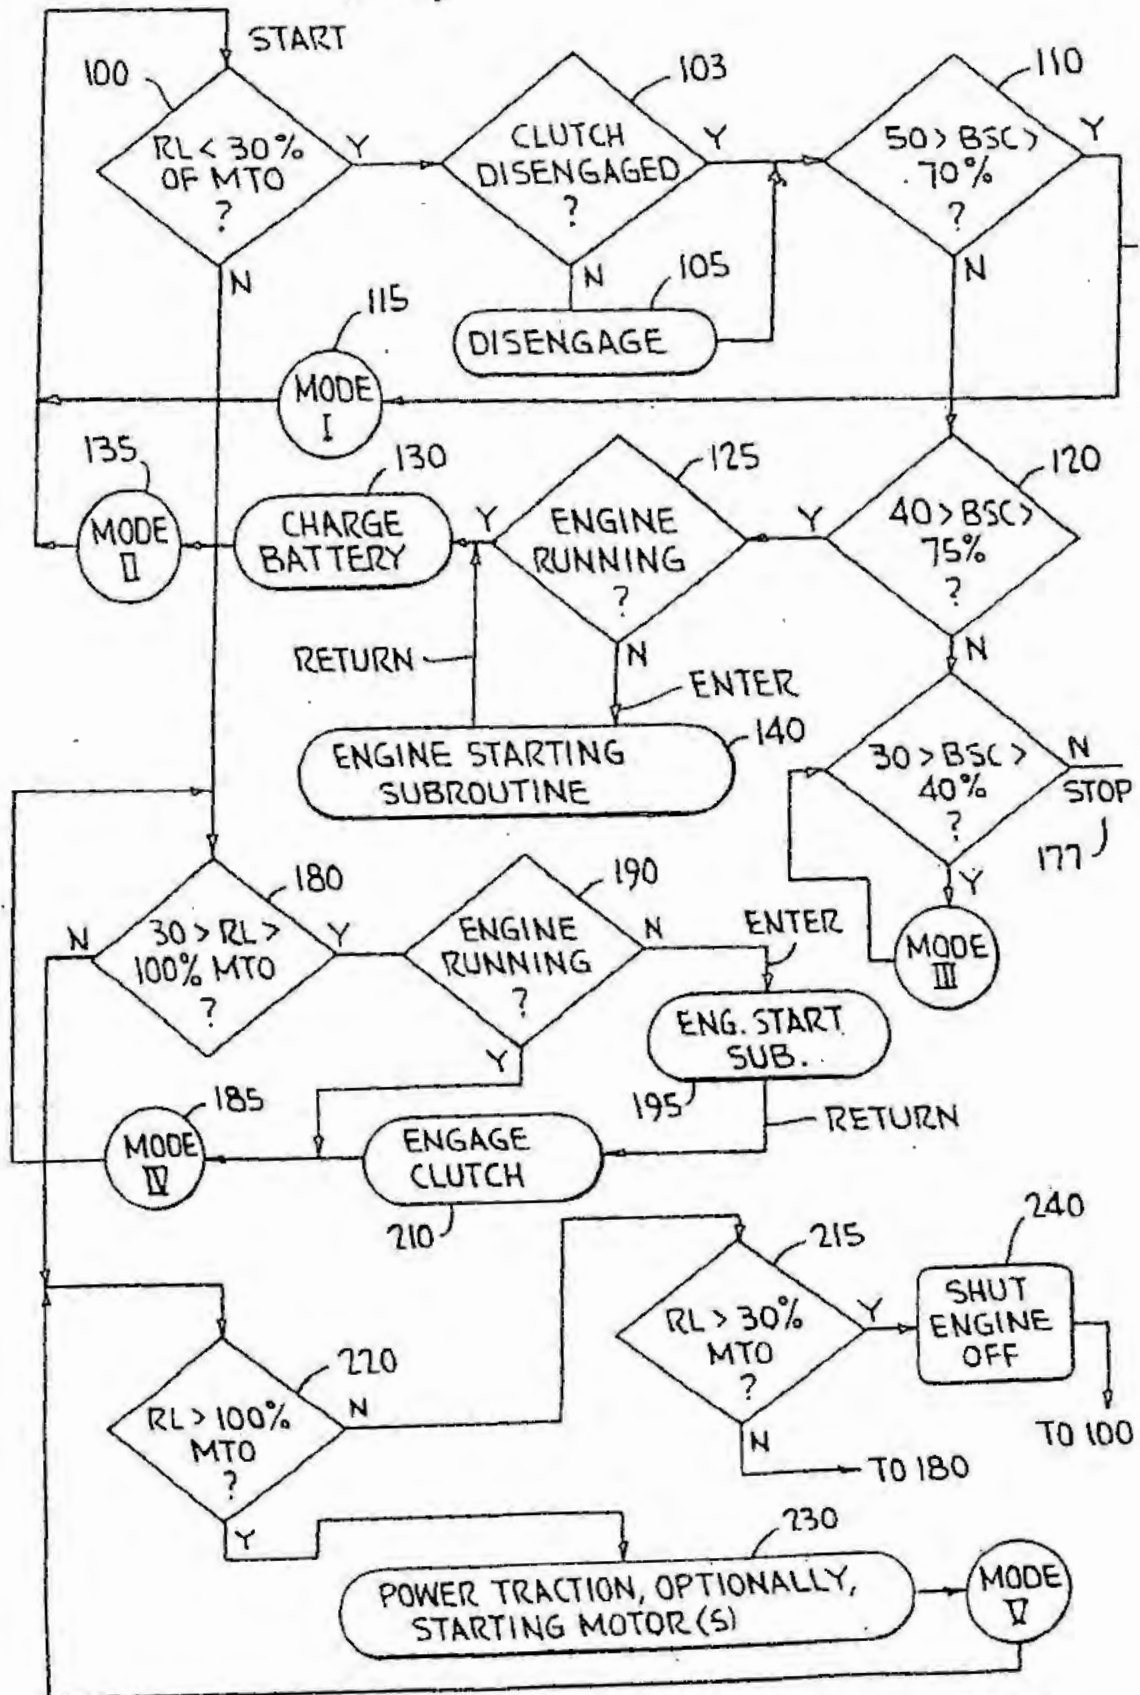 START
100
RL < 30%
OF MTO
?
Y
N
103
CLUTCH
DISENGAGED
?
Y
N
105
DISENGAGE
110
50 > BSC >
70%
?
Y
N
115
MODE
I
135
MODE
II
130
CHARGE
BATTERY
125
Y
ENGINE
RUNNING
?
N
120
Y
40 > BSC >
75%
?
N
RETURN
ENTER
ENGINE STARTING
SUBROUTINE
140
30 > BSC >
40%
?
N
STOP
177
Y
MODE
III
180
N
30 > RL >
100% MTO
?
Y
190
ENGINE
RUNNING
?
N
Y
ENTER
ENG. START
SUB.
195
RETURN
185
MODE
IV
ENGAGE
CLUTCH
210
215
RL > 30%
MTO
?
Y
N
TO 180
240
SHUT
ENGINE
OFF
TO 100
220
RL > 100%
MTO
?
N
Y
230
POWER TRACTION, OPTIONALLY,
STARTING MOTOR(S)
MODE
V